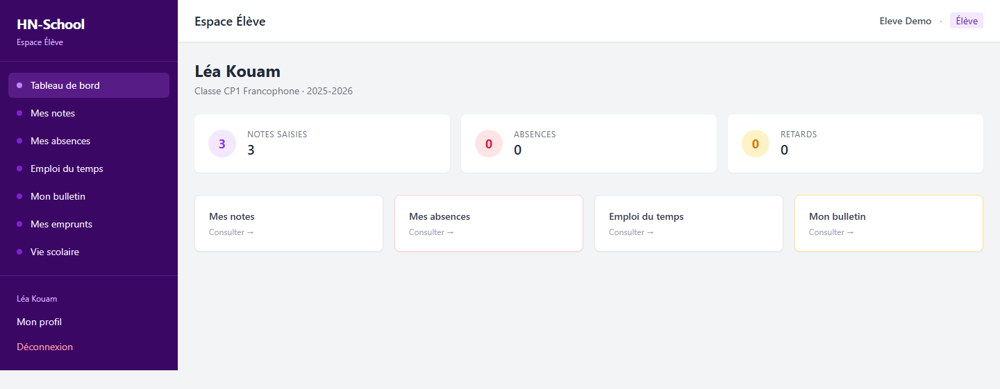 HN-School
Espace Élève
Tableau de bord
Mes notes
Mes absences
Emploi du temps
Mon bulletin
Mes emprunts
Vie scolaire
Léa Kouam
Mon profil
Déconnexion
Espace Élève
Eleve Demo · Élève
Léa Kouam
Classe CP1 Francophone · 2025-2026
3
NOTES SAISIES
3
0
ABSENCES
0
0
RETARDS
0
Mes notes
Consulter →
Mes absences
Consulter →
Emploi du temps
Consulter →
Mon bulletin
Consulter →